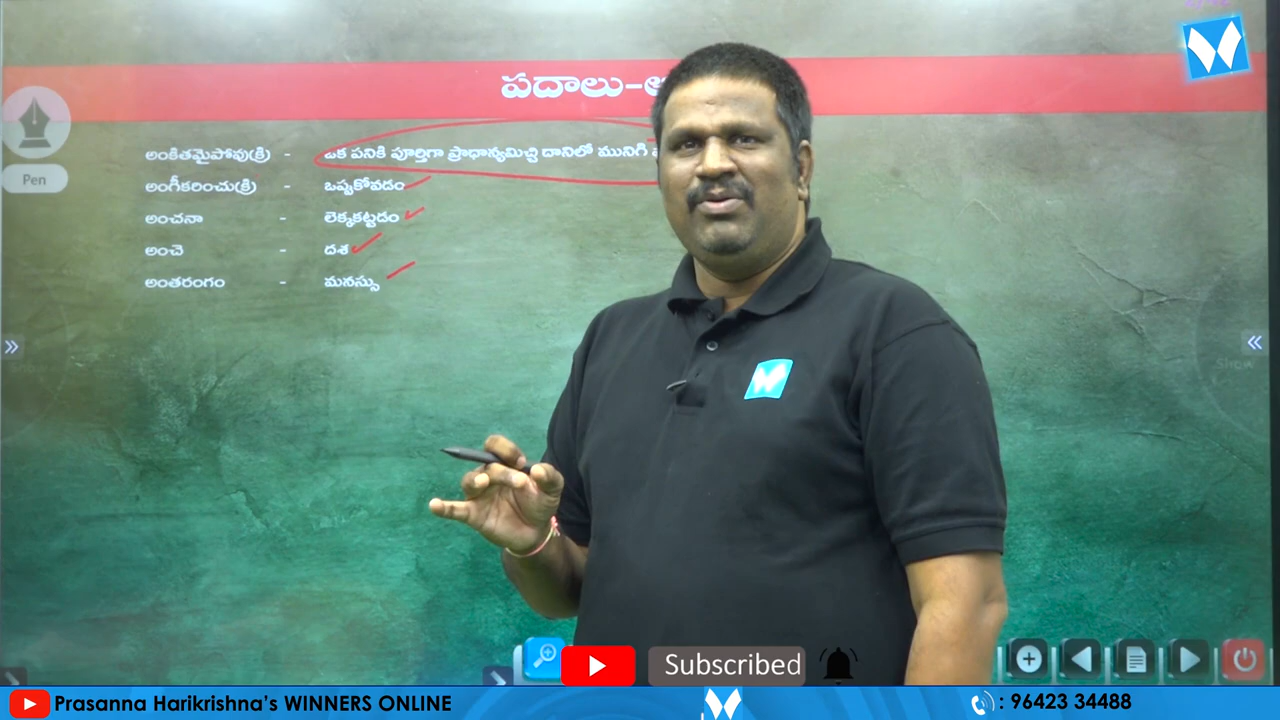 పదాలు-
Pen
అంకితమైపోవు(క్రి) - ఒక పనికి పూర్తిగా ప్రాధాన్యమిచ్చి దానిలో మునిగి
అంగీకరించు(క్రి) - ఒప్పుకోవడం
అంచనా - లెక్కకట్టడం
అంచె - దశ
అంతరంగం - మనస్సు
Show
Subscribed
Prasanna Harikrishna's WINNERS ONLINE : 96423 34488